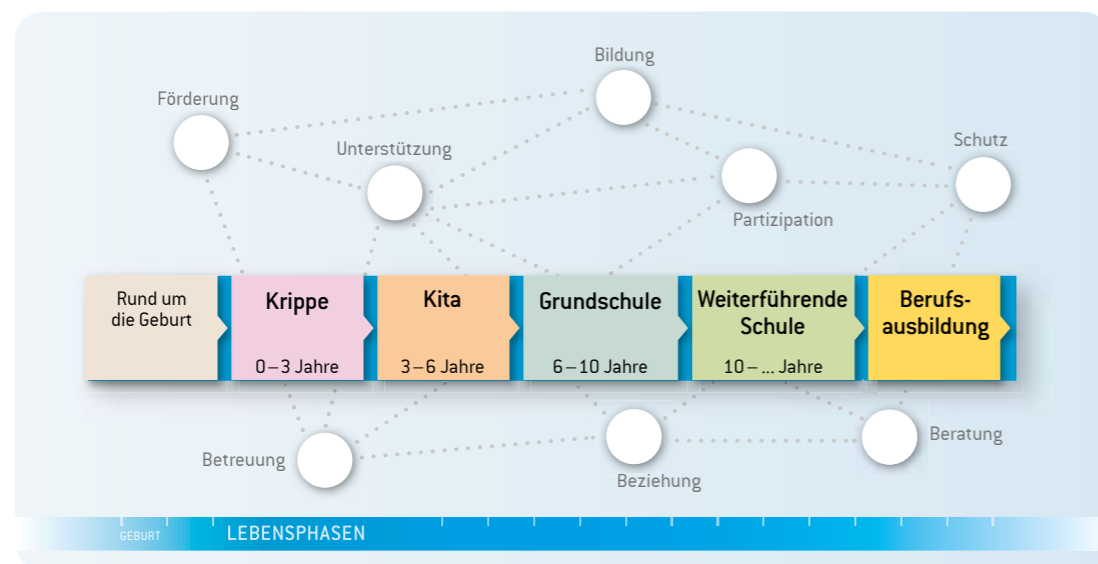 Bildung
Förderung
Unterstützung
Schutz
Partizipation
Rund um
die Geburt
Krippe
0–3 Jahre
Kita
3–6 Jahre
Grundschule
6–10 Jahre
Weiterführende
Schule
10–... Jahre
Berufs-
ausbildung
Betreuung
Beziehung
Beratung
GEBURT
LEBENSPHASEN